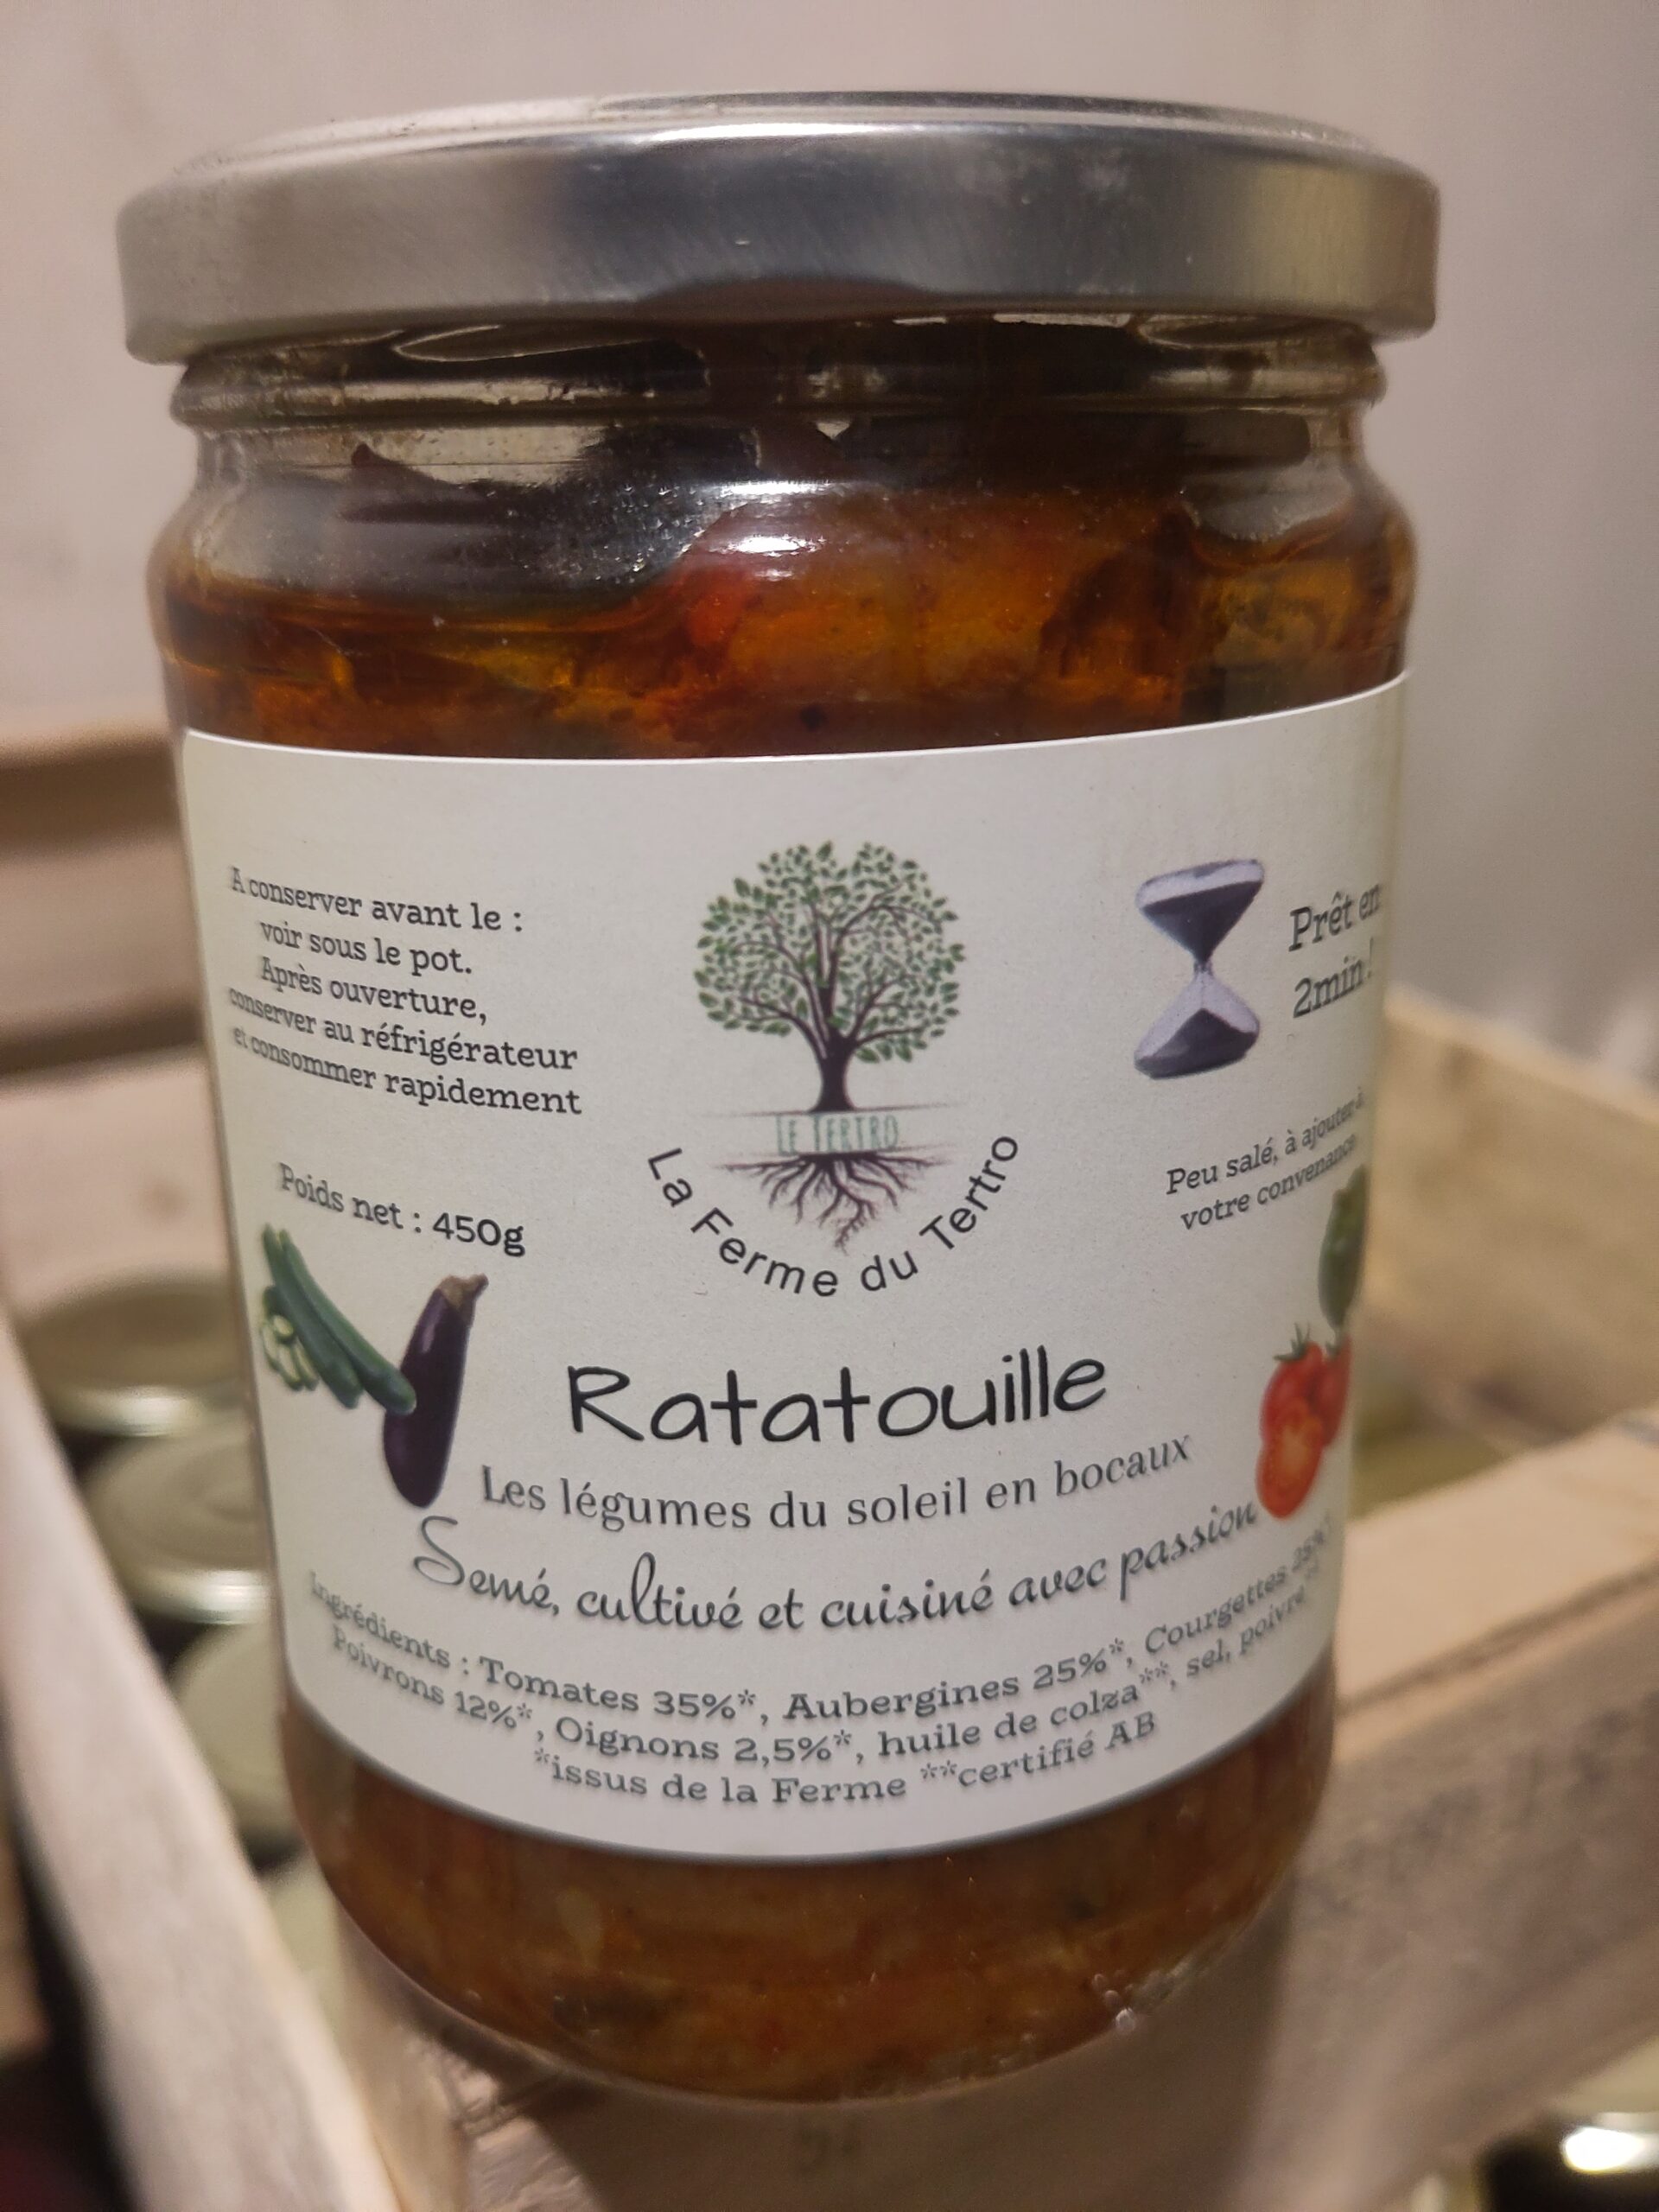 A conserver avant le :
voir sous le pot.
Après ouverture,
conserver au réfrigérateur
et consommer rapidement
Poids net : 450g
LE TERTRO
La Ferme du Tertro
Prêt en
2min !
Peu salé, à ajouter à
votre convenance
Ratatouille
Les légumes du soleil en bocaux
Semé, cultivé et cuisiné avec passion
Ingrédients : Tomates 35%*, Aubergines 25%*, Courgettes 25%*,
Poivrons 12%*, Oignons 2,5%*, huile de colza**, sel, poivre**
*issus de la Ferme **certifié AB